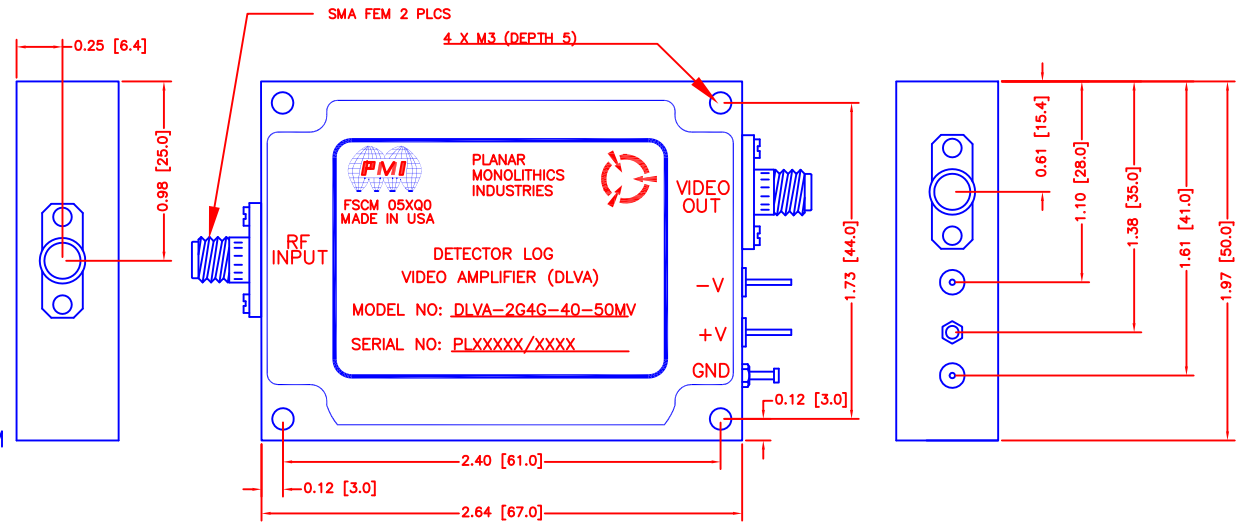 SMA FEM 2 PLCS
4 X M3 (DEPTH 5)
0.25 [6.4]
0.98 [25.0]
PMI
FSCM 05XQ0
MADE IN USA
PLANAR
MONOLITHICS
INDUSTRIES
RF
INPUT
VIDEO
OUT
DETECTOR LOG
VIDEO AMPLIFIER (DLVA)
MODEL NO: DLVA-2G4G-40-50MV
SERIAL NO: PLXXXXX/XXXX
-V
+V
GND
0.12 [3.0]
1.73 [44.0]
2.40 [61.0]
0.12 [3.0]
2.64 [67.0]
0.61 [15.4]
1.10 [28.0]
1.38 [35.0]
1.61 [41.0]
1.97 [50.0]